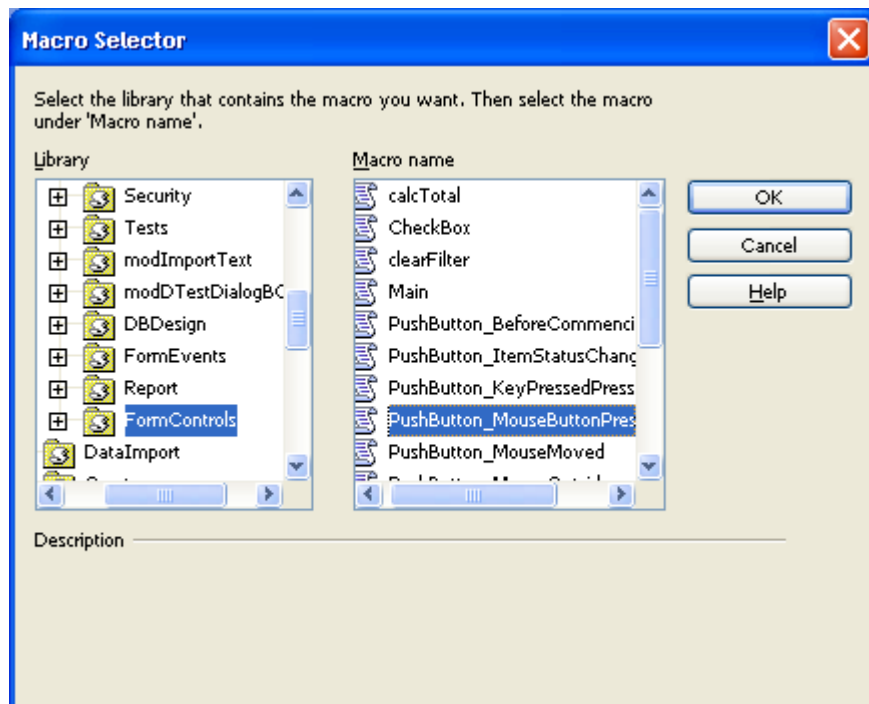 Macro Selector
Select the library that contains the macro you want. Then select the macro
under 'Macro name'.
Library
Security
Tests
modImportText
modDTestDialogBC
DBDesign
FormEvents
Report
FormControls
DataImport
Macro name
calcTotal
CheckBox
clearFilter
Main
PushButton_BeforeCommenci
PushButton_ItemStatusChang
PushButton_KeyPressedPress
PushButton_MouseButtonPres
PushButton_MouseMoved
OK
Cancel
Help
Description